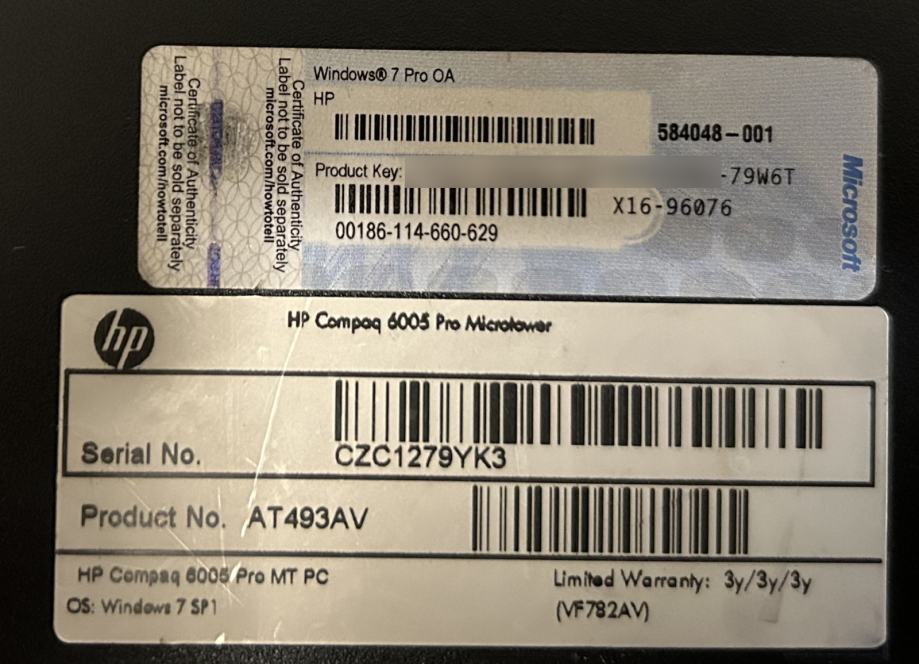 Certificate of Authenticity
Label not to be sold separately
microsoft.com/howtotell
Certificate of Authenticity
Label not to be sold separately
microsoft.com/howtotell
Windows® 7 Pro OA
HP
584048-001
Product Key: -79W6T
X16-96076
00186-114-660-629
Microsoft
hp
HP Compaq 6005 Pro Microtower
Serial No. CZC1279YK3
Product No. AT493AV
HP Compaq 6005 Pro MT PC
OS: Windows 7 SP1
Limited Warranty: 3y/3y/3y
(VF782AV)